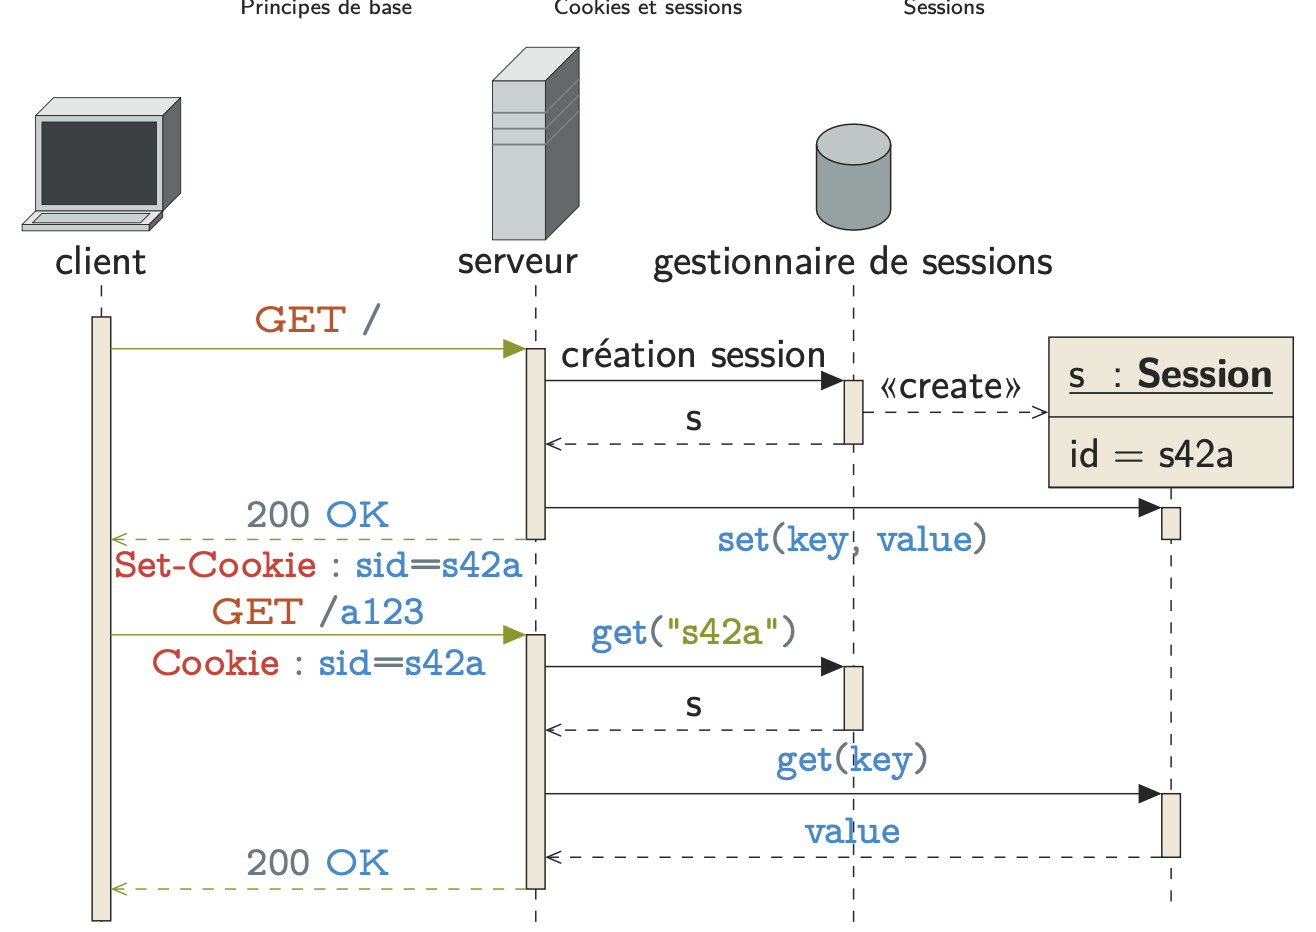 Principes de base
Cookies et sessions
Sessions
client
serveur
gestionnaire de sessions
GET /
création session
«create»
s : Session
id = s42a
s
200 OK
set(key, value)
Set-Cookie : sid=s42a
GET /a123
get("s42a")
Cookie : sid=s42a
s
get(key)
value
200 OK